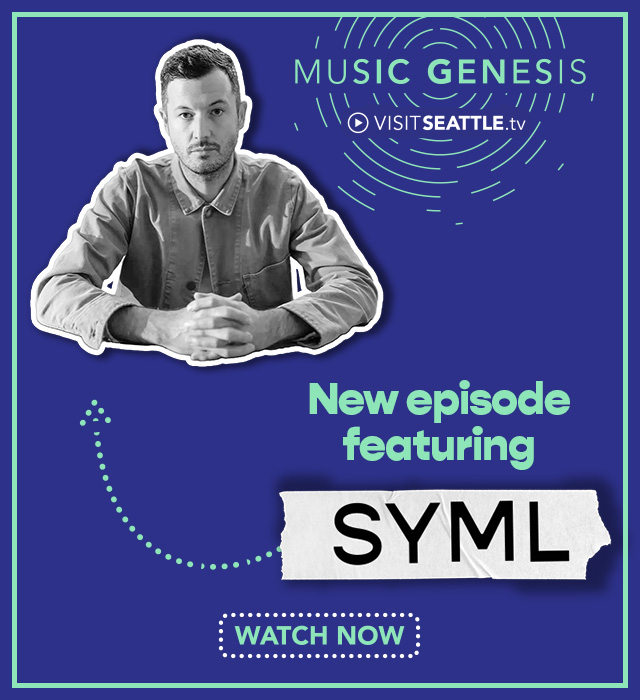 MUSIC GENESIS
VISITSEATTLE.tv
New episode
featuring
SYML
WATCH NOW